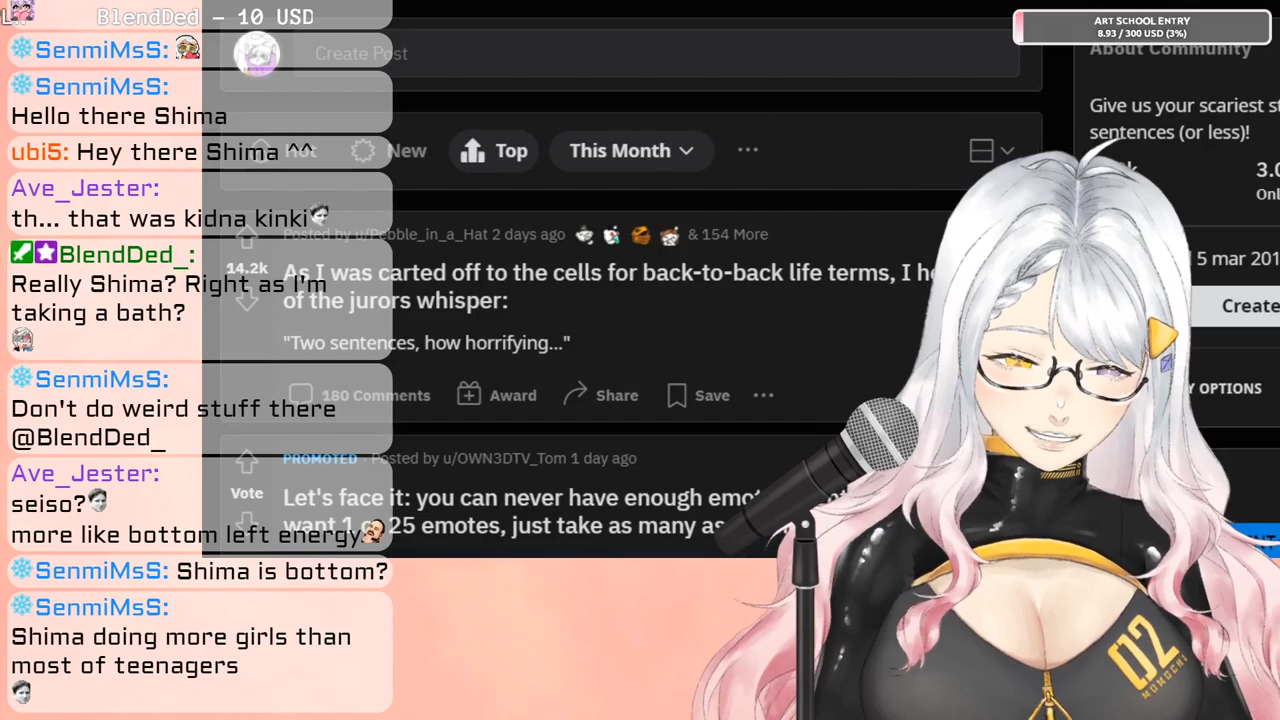 BlendDed - 10 USD
SenmiMsS:
SenmiMsS:
Hello there Shima
ubi5: Hey there Shima ^^
Ave_Jester:
th... that was kidna kinki
BlendDed_:
Really Shima? Right as I'm
taking a bath?
SenmiMsS:
Don't do weird stuff there
@BlendDed_
Ave_Jester:
seiso?
more like bottom left energy
SenmiMsS: Shima is bottom?
SenmiMsS:
Shima doing more girls than
most of teenagers
Create Post
Hot New Top This Month
Posted by u/Pebble_in_a_Hat 2 days ago & 154 More
14.2k
As I was carted off to the cells for back-to-back life terms, I
of the jurors whisper:
"Two sentences, how horrifying..."
180 Comments Award Share Save
PROMOTED · Posted by u/OWN3DTV_Tom 1 day ago
Vote
Let's face it: you can never have enough
want 1 25 emotes, just take as many as
ART SCHOOL ENTRY
8.93 / 300 USD (3%)
About Community
Give us your scariest
sentences (or less)!
3.0
5 mar 201
Create
OPTIONS
02
MOMOCHI